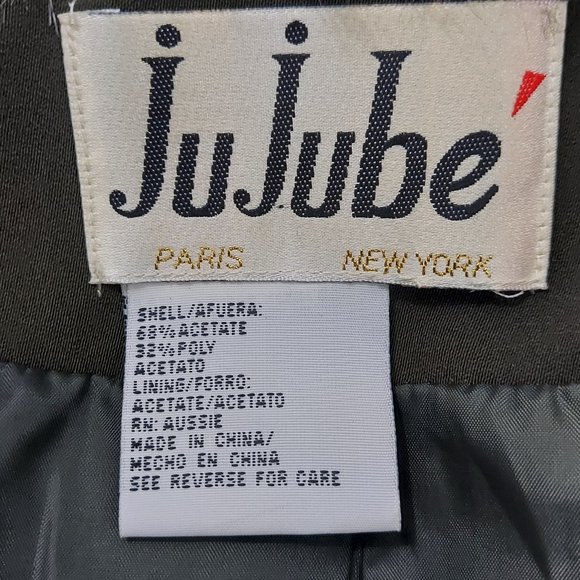 JuJube´
PARIS NEW YORK
SHELL/AFUERA:
68% ACETATE
32% POLY
ACETATO
LINING/FORRO:
ACETATE/ACETATO
RN: AUSSIE
MADE IN CHINA/
MECHO EN CHINA
SEE REVERSE FOR CARE